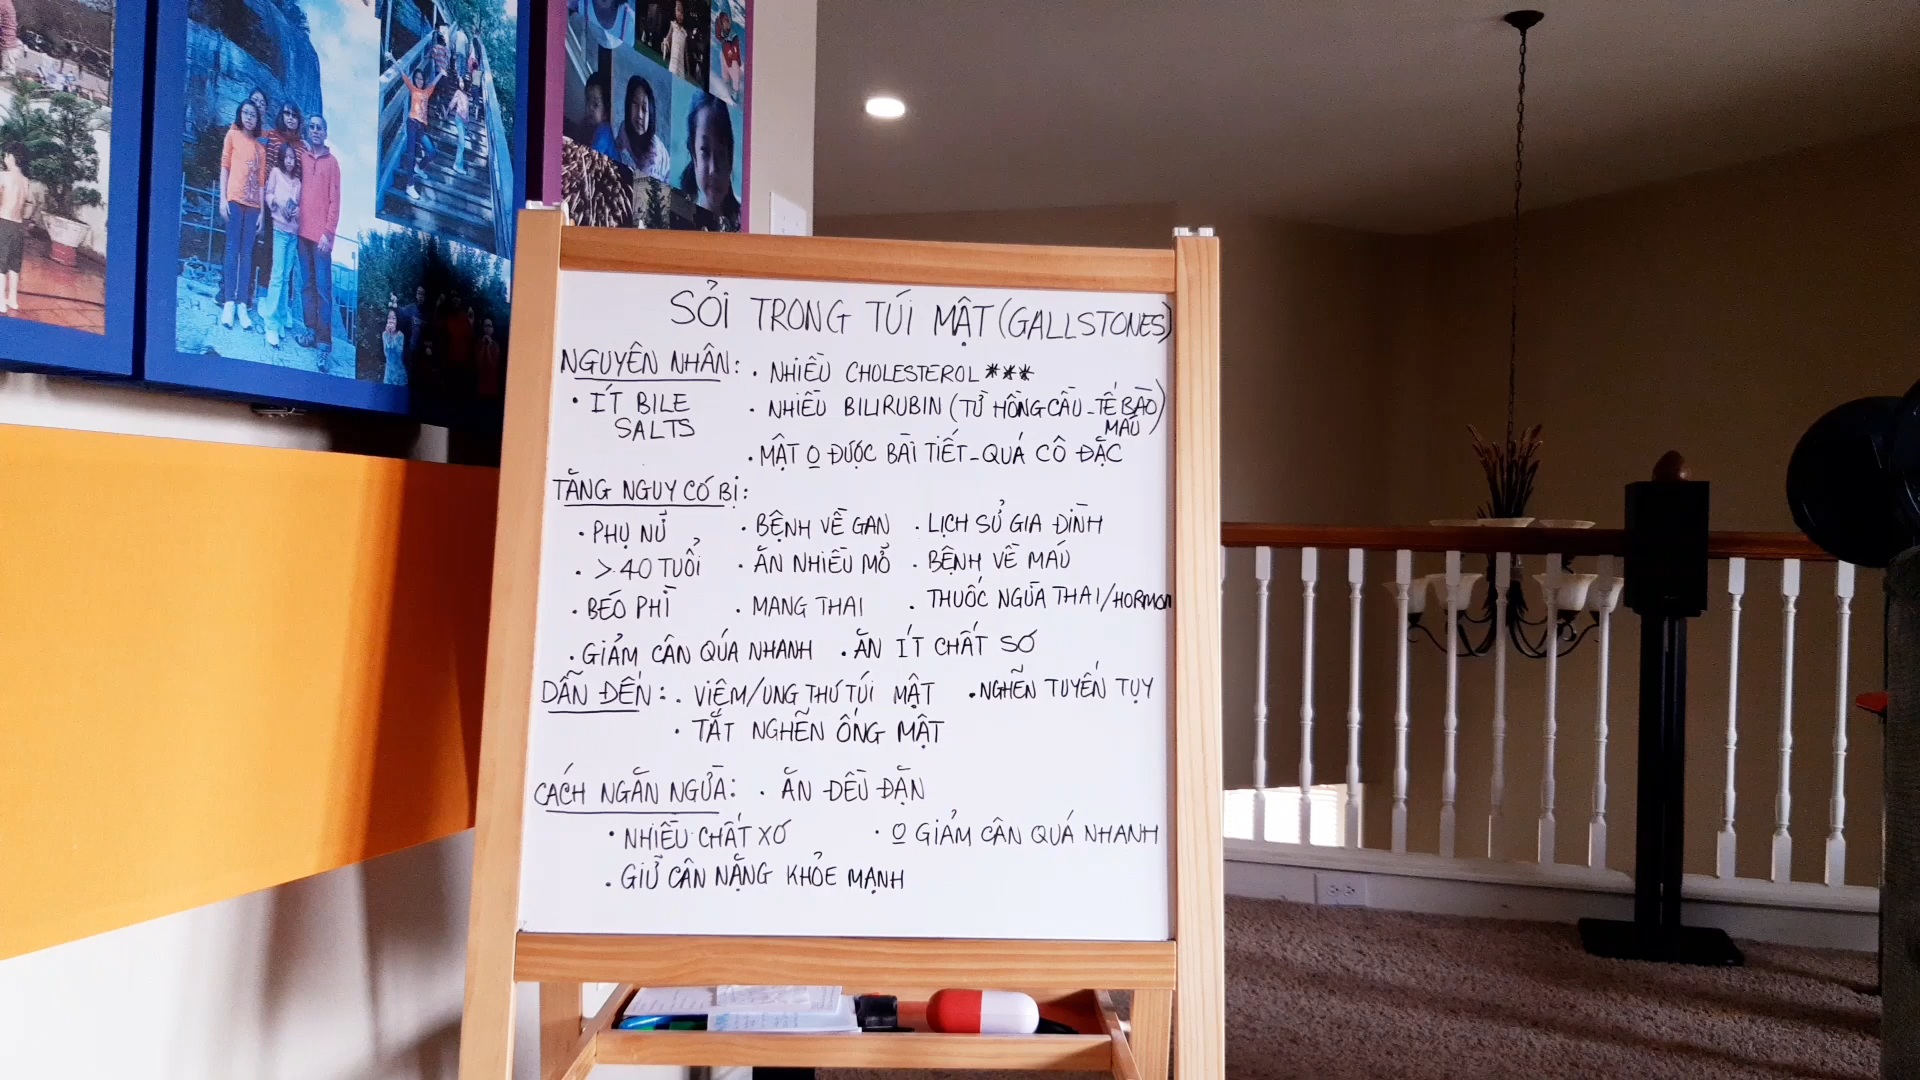 SỎI TRONG TÚI MẬT (GALLSTONES)
NGUYÊN NHÂN: • NHIỀU CHOLESTEROL ***
• ÍT BILE SALTS
• NHIỀU BILIRUBIN (TỪ HỒNG CẦU - TẾ BÀO MÁU)
• MẬT O ĐƯỢC BÀI TIẾT - QUÁ CÔ ĐẶC
TĂNG NGUY CƠ BỊ:
• PHỤ NỮ • BỆNH VỀ GAN • LỊCH SỬ GIA ĐÌNH
• > 40 TUỔI • ĂN NHIỀU MỠ • BỆNH VỀ MÁU
• BÉO PHÌ • MANG THAI • THUỐC NGỪA THAI/HORMON
• GIẢM CÂN QÚA NHANH • ĂN ÍT CHẤT SƠ
DẪN ĐẾN: • VIÊM/UNG THƯ TÚI MẬT • NGHẼN TUYẾN TỤY
• TẮT NGHẼN ỐNG MẬT
CÁCH NGĂN NGỪA: • ĂN ĐỀU ĐẶN
• NHIỀU CHẤT XƠ • O GIẢM CÂN QUÁ NHANH
• GIỮ CÂN NẶNG KHỎE MẠNH